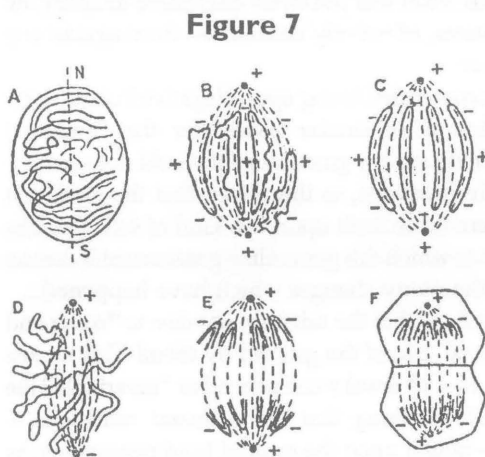 Figure 7
N
A B + C +
- - - -
+ + +
- - - -
S + +
D + E + F +
- - - -
- - - -
+ + +